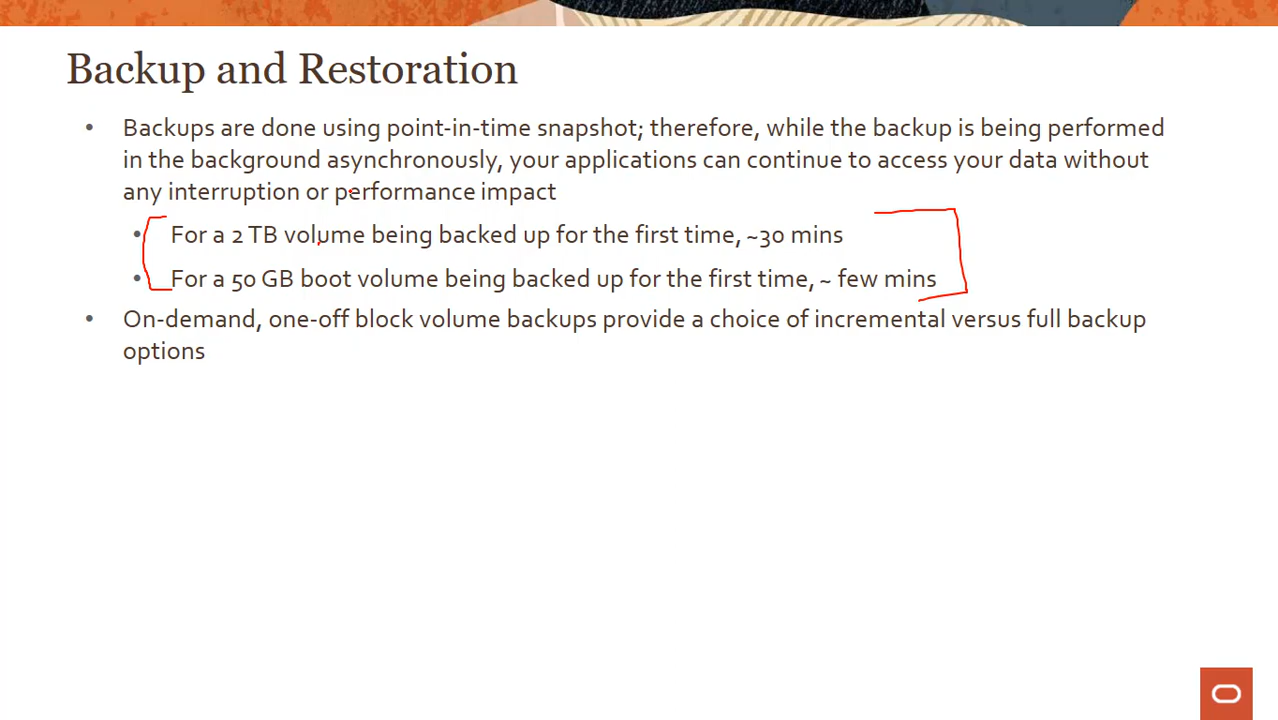 Backup and Restoration
• Backups are done using point-in-time snapshot; therefore, while the backup is being performed
in the background asynchronously, your applications can continue to access your data without
any interruption or performance impact
• For a 2 TB volume being backed up for the first time, ~30 mins
• For a 50 GB boot volume being backed up for the first time, ~ few mins
• On-demand, one-off block volume backups provide a choice of incremental versus full backup
options